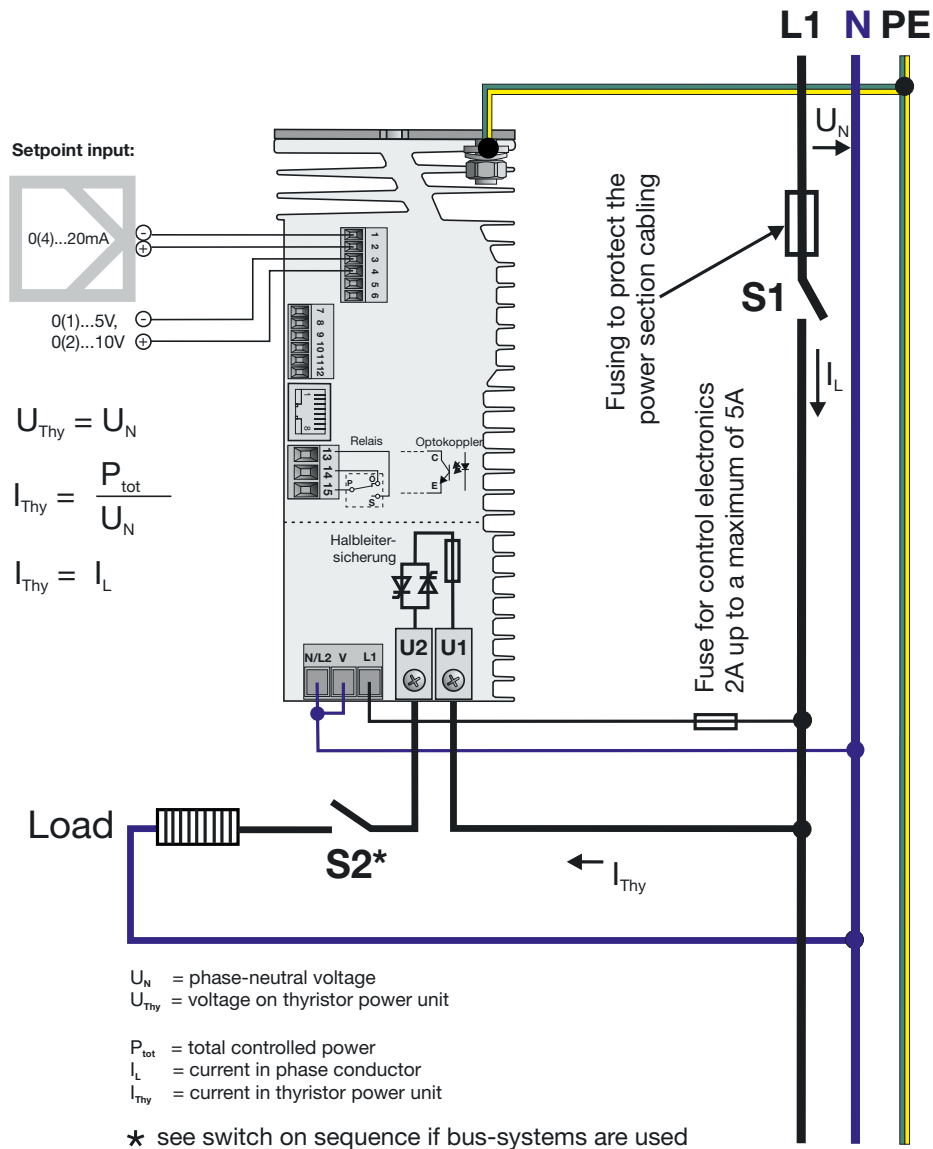 L1 N PE
U_N
Setpoint input:
0(4)...20mA
-
+
0(1)...5V,
0(2)...10V
-
+
1
2
3
4
5
6
7
8
9
10
11
12
1
8
13
14
15
Relais
P
Ö
S
Optokoppler
C
E
Fusing to protect the
power section cabling
S1
I_L
U_Thy = U_N
I_Thy = P_tot / U_N
I_Thy = I_L
Fuse for control electronics
2A up to a maximum of 5A
Halbleiter-
sicherung
U2 U1
N/L2 V L1
Load
S2*
I_Thy
U_N = phase-neutral voltage
U_Thy = voltage on thyristor power unit
P_tot = total controlled power
I_L = current in phase conductor
I_Thy = current in thyristor power unit
* see switch on sequence if bus-systems are used